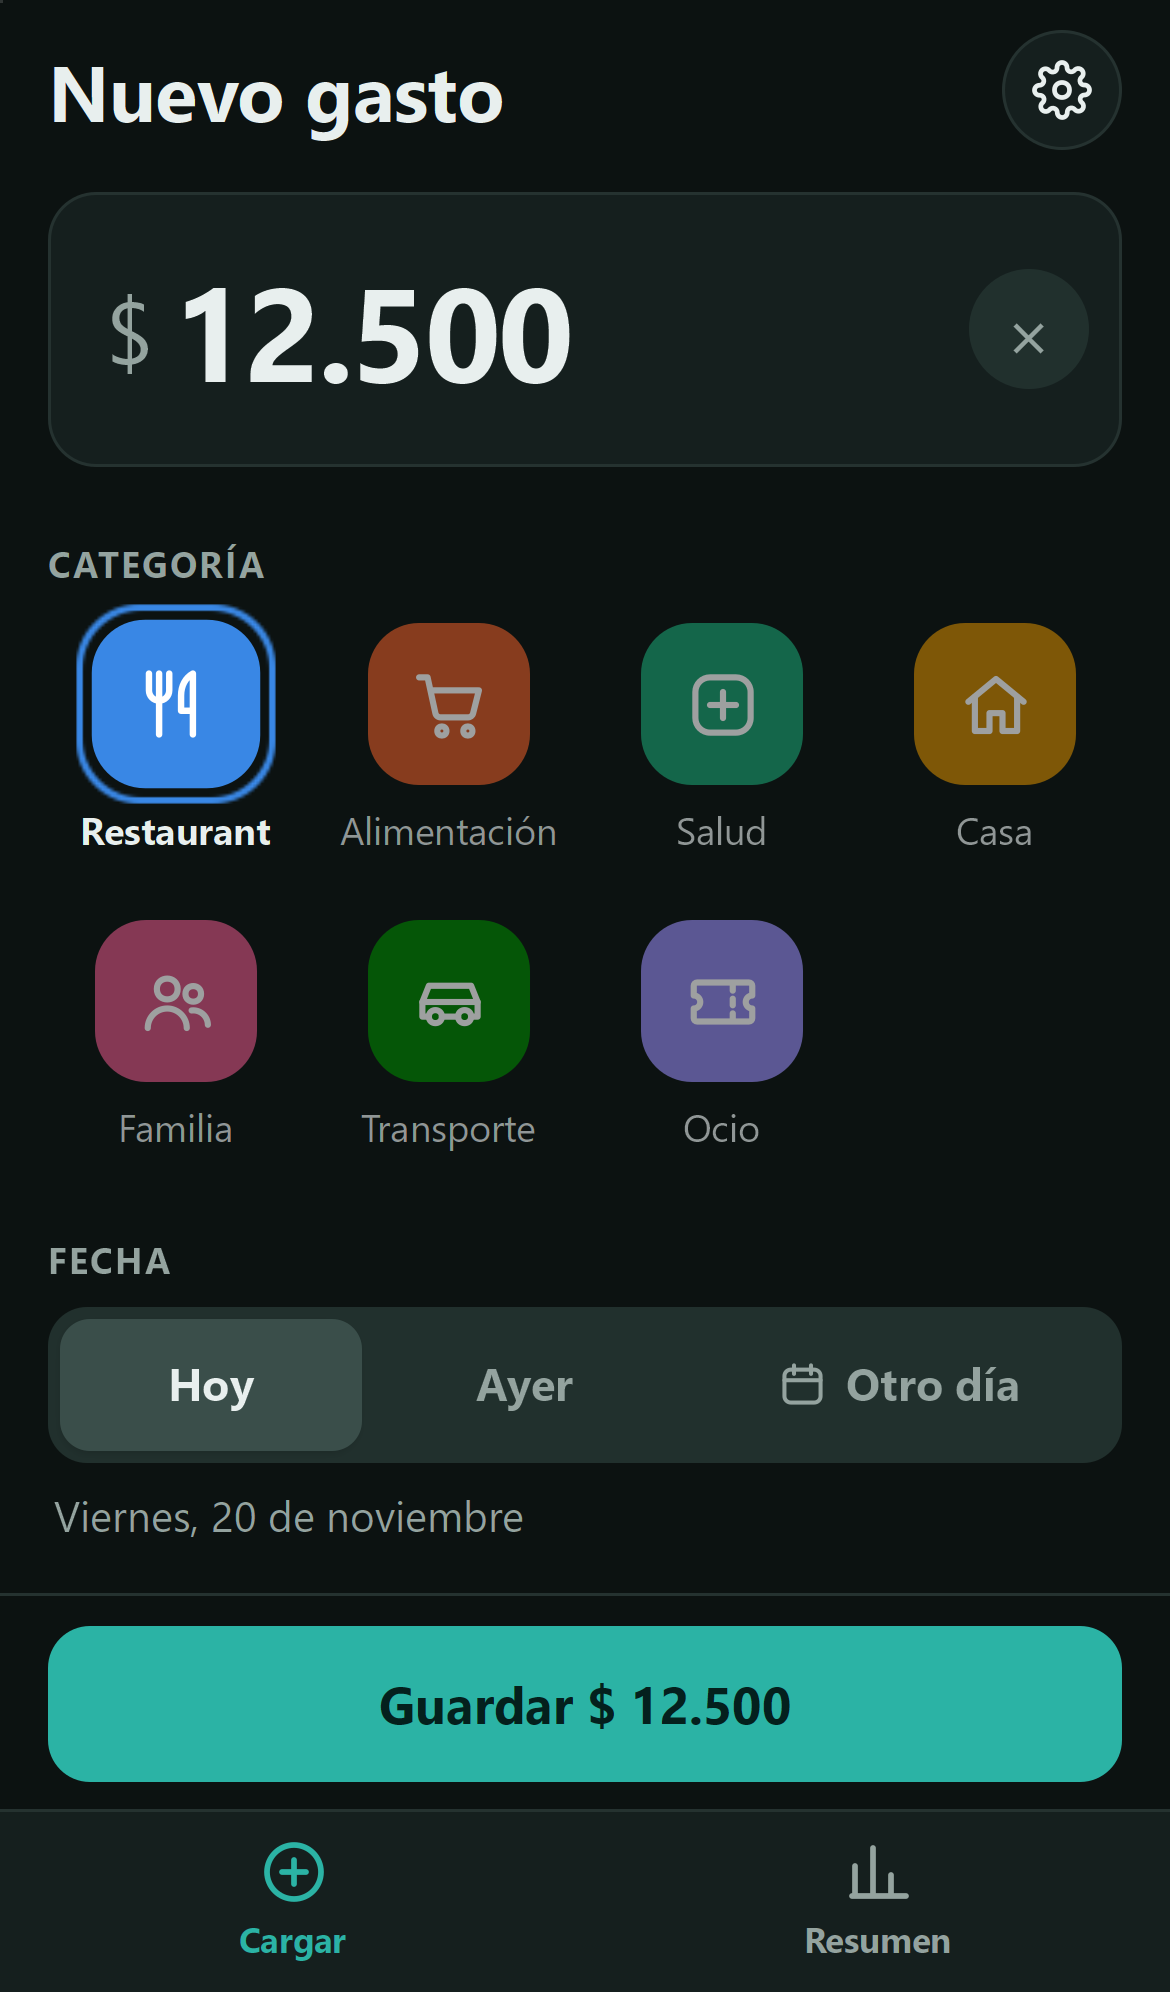 Nuevo gasto
$ 12.500
CATEGORÍA
Restaurant Alimentación Salud Casa
Familia Transporte Ocio
FECHA
Hoy Ayer Otro día
Viernes, 20 de noviembre
Guardar $ 12.500
Cargar Resumen